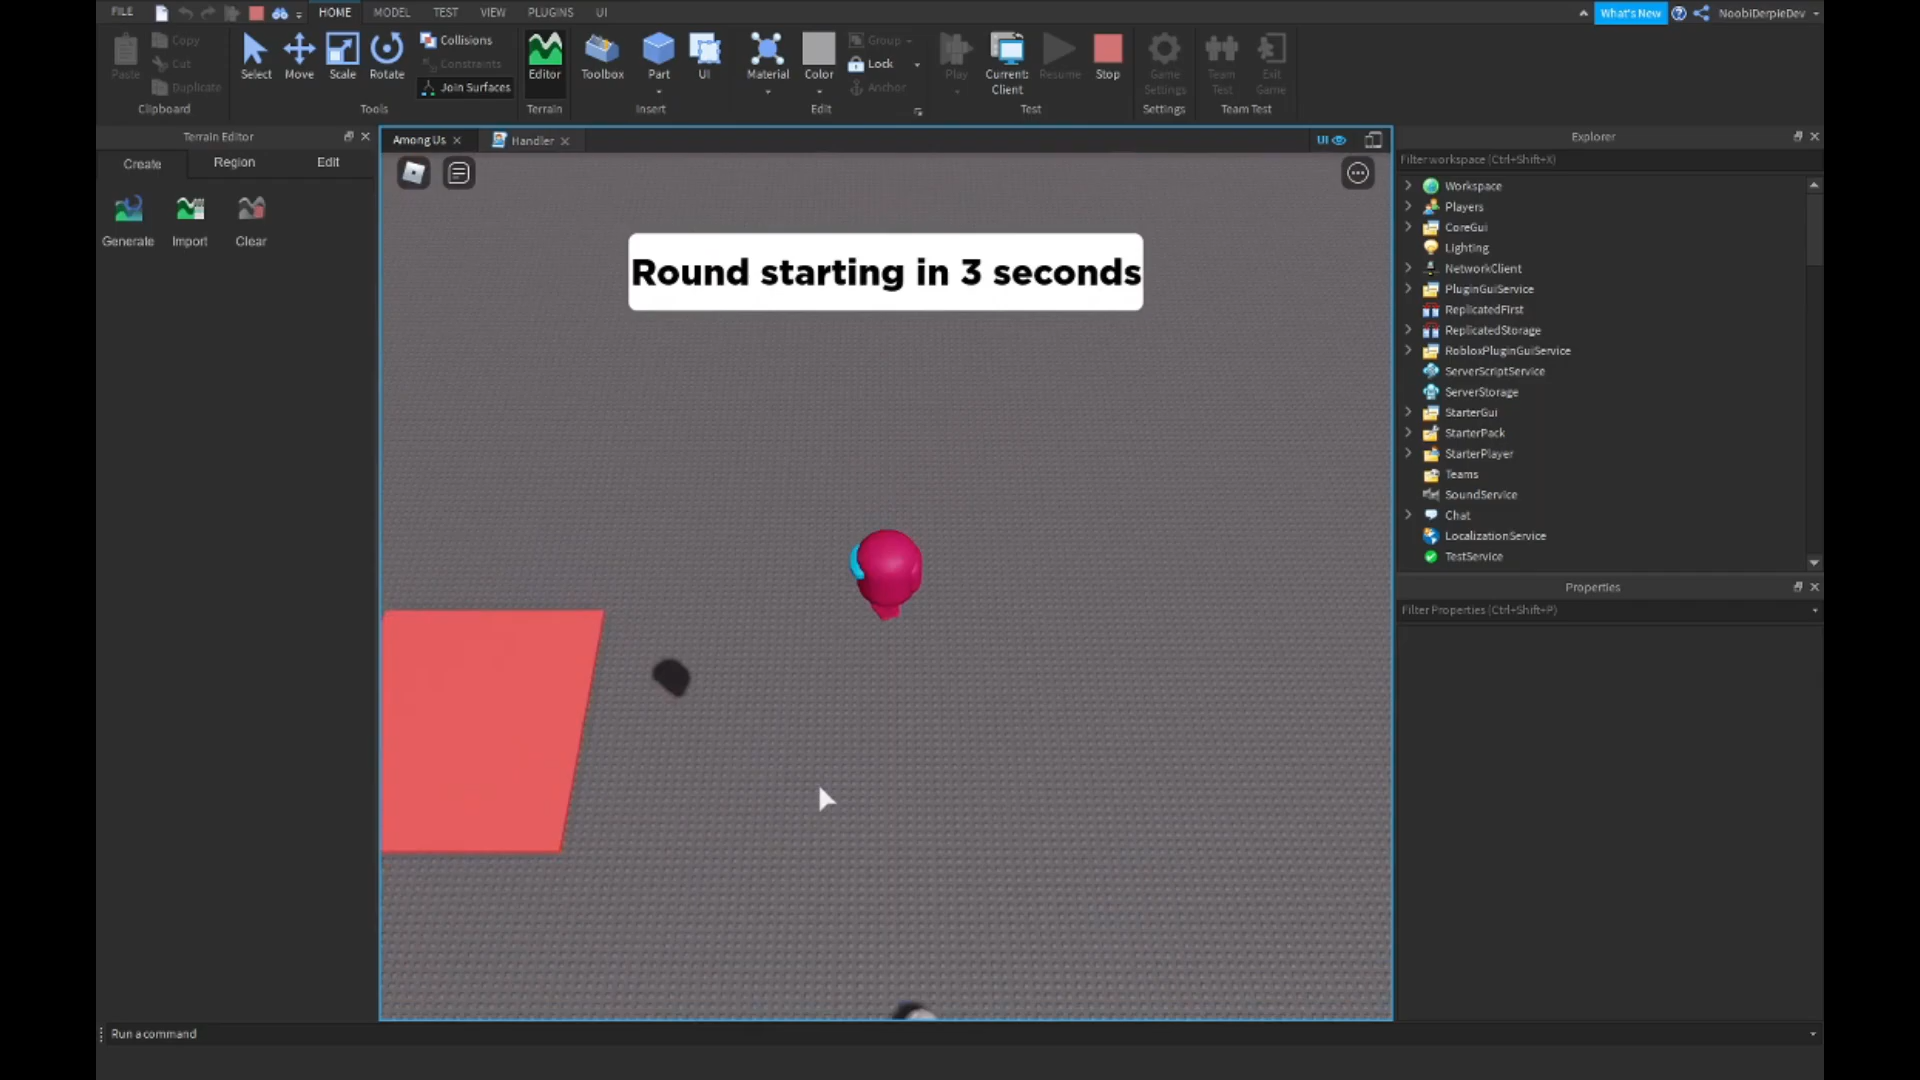 FILE HOME MODEL TEST VIEW PLUGINS UI What's New NoobiDerpieDev
Paste Copy Cut Duplicate Clipboard
Select Move Scale Rotate Collisions Constraints Join Surfaces Tools
Editor Terrain
Toolbox Part UI Insert
Material Color Group Lock Anchor Edit
Play Current: Client Resume Stop Test
Game Settings Settings
Team Test Exit Game Team Test
Terrain Editor
Create Region Edit
Generate Import Clear
Among Us Handler UI
Round starting in 3 seconds
Explorer
Filter workspace (Ctrl+Shift+X)
Workspace
Players
CoreGui
Lighting
NetworkClient
PluginGuiService
ReplicatedFirst
ReplicatedStorage
RobloxPluginGuiService
ServerScriptService
ServerStorage
StarterGui
StarterPack
StarterPlayer
Teams
SoundService
Chat
LocalizationService
TestService
Properties
Filter Properties (Ctrl+Shift+P)
Run a command